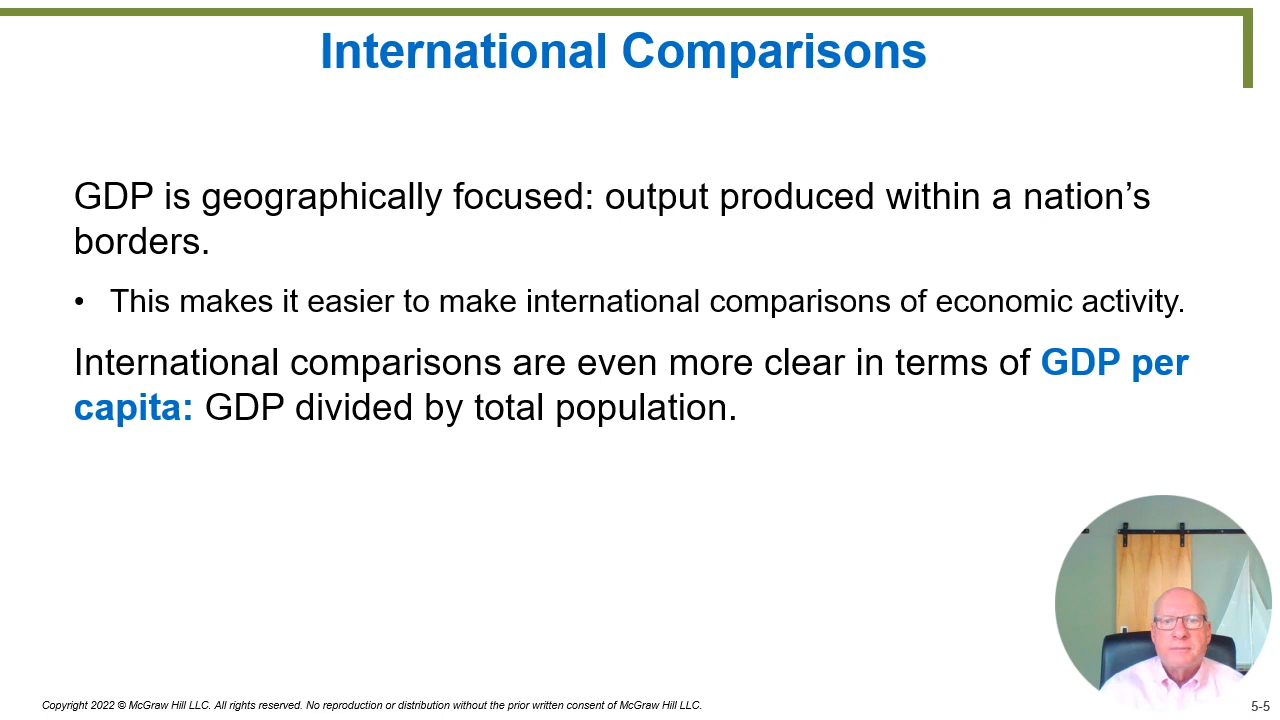 International Comparisons
GDP is geographically focused: output produced within a nation’s
borders.
• This makes it easier to make international comparisons of economic activity.
International comparisons are even more clear in terms of GDP per
capita: GDP divided by total population.
Copyright 2022 © McGraw Hill LLC. All rights reserved. No reproduction or distribution without the prior written consent of McGraw Hill LLC.
5-5